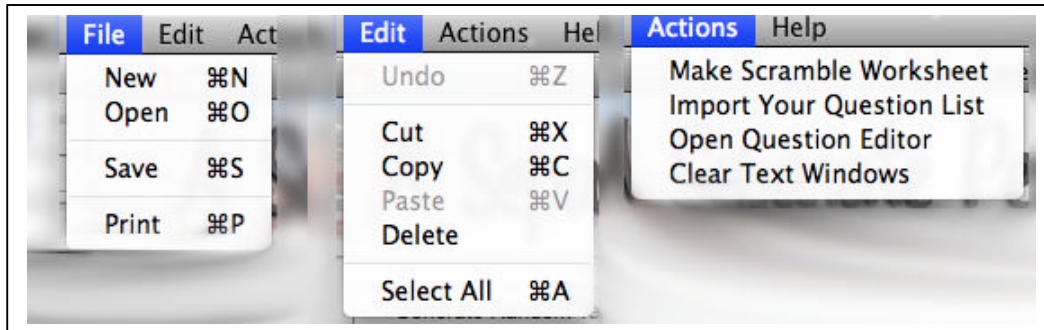 File Edit Act
New ⌘N
Open ⌘O
Save ⌘S
Print ⌘P
Edit Actions Hel
Undo ⌘Z
Cut ⌘X
Copy ⌘C
Paste ⌘V
Delete
Select All ⌘A
Actions Help
Make Scramble Worksheet
Import Your Question List
Open Question Editor
Clear Text Windows